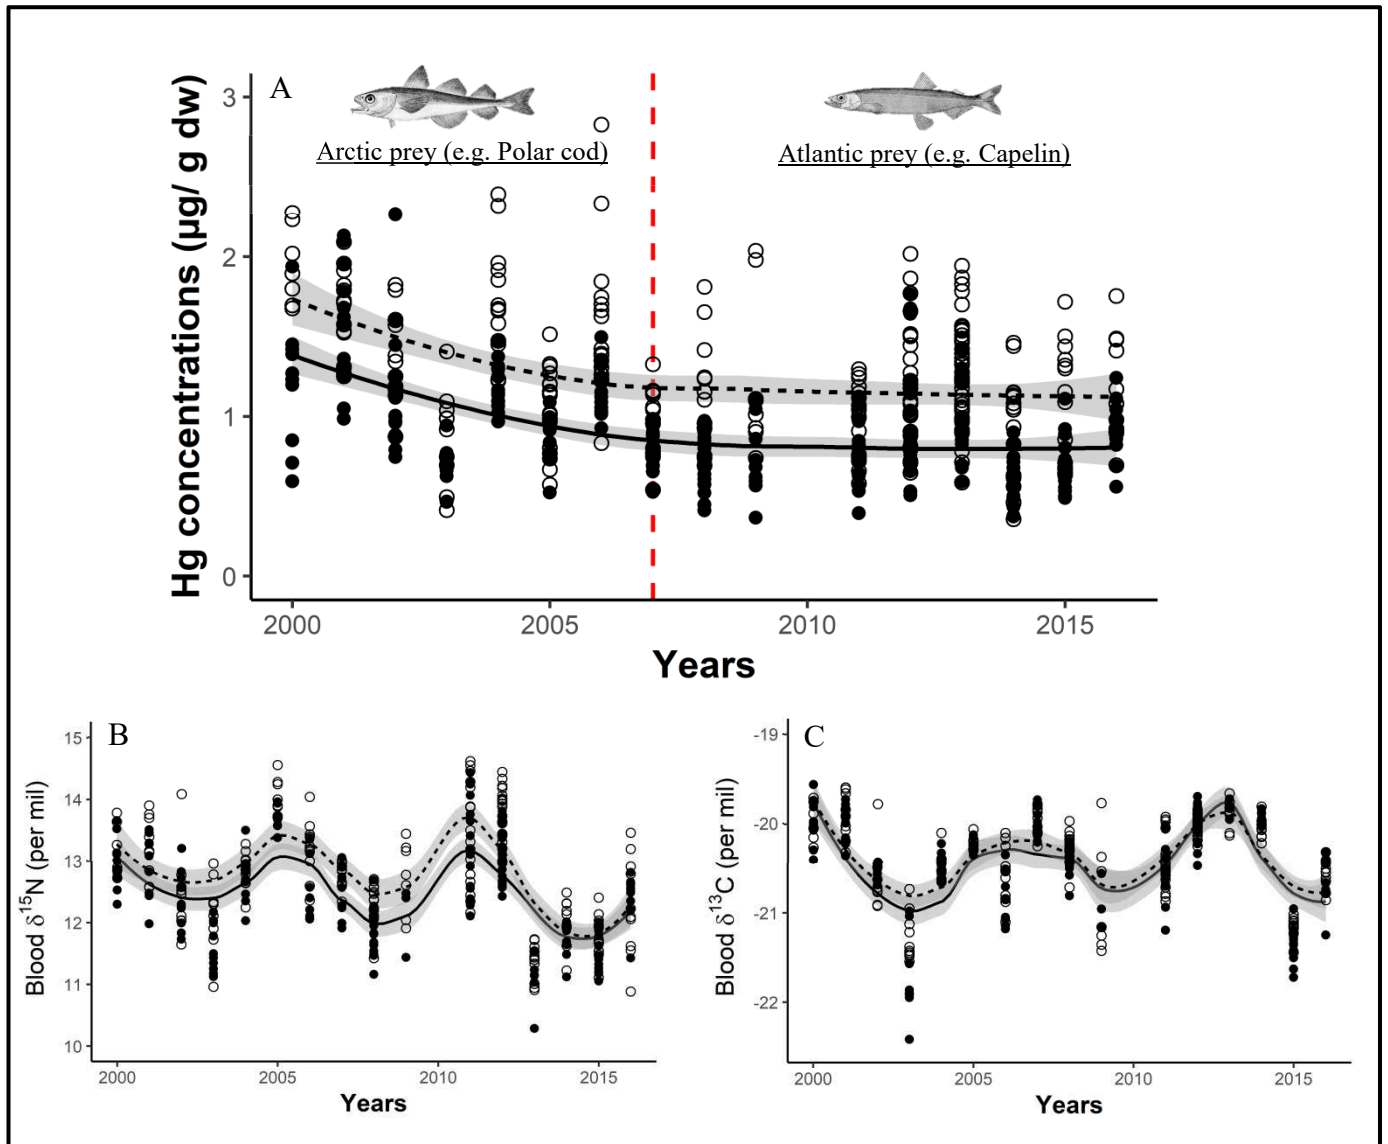 A
Arctic prey (e.g. Polar cod)
Atlantic prey (e.g. Capelin)
Hg concentrations (µg/ g dw)
3
2
1
0
2000 2005 2010 2015
Years
B
Blood δ15N (per mil)
15
14
13
12
11
10
2000 2005 2010 2015
Years
C
Blood δ13C (per mil)
-19
-20
-21
-22
2000 2005 2010 2015
Years